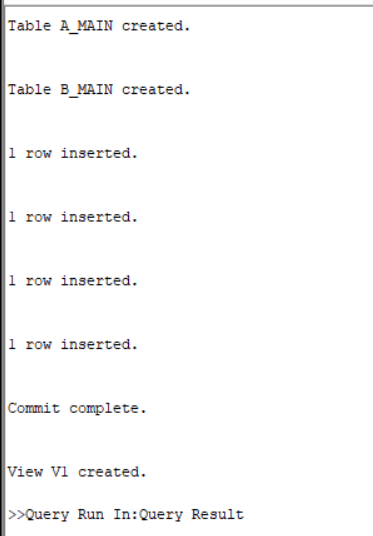 Table A_MAIN created.
Table B_MAIN created.
1 row inserted.
1 row inserted.
1 row inserted.
1 row inserted.
Commit complete.
View V1 created.
>>Query Run In:Query Result